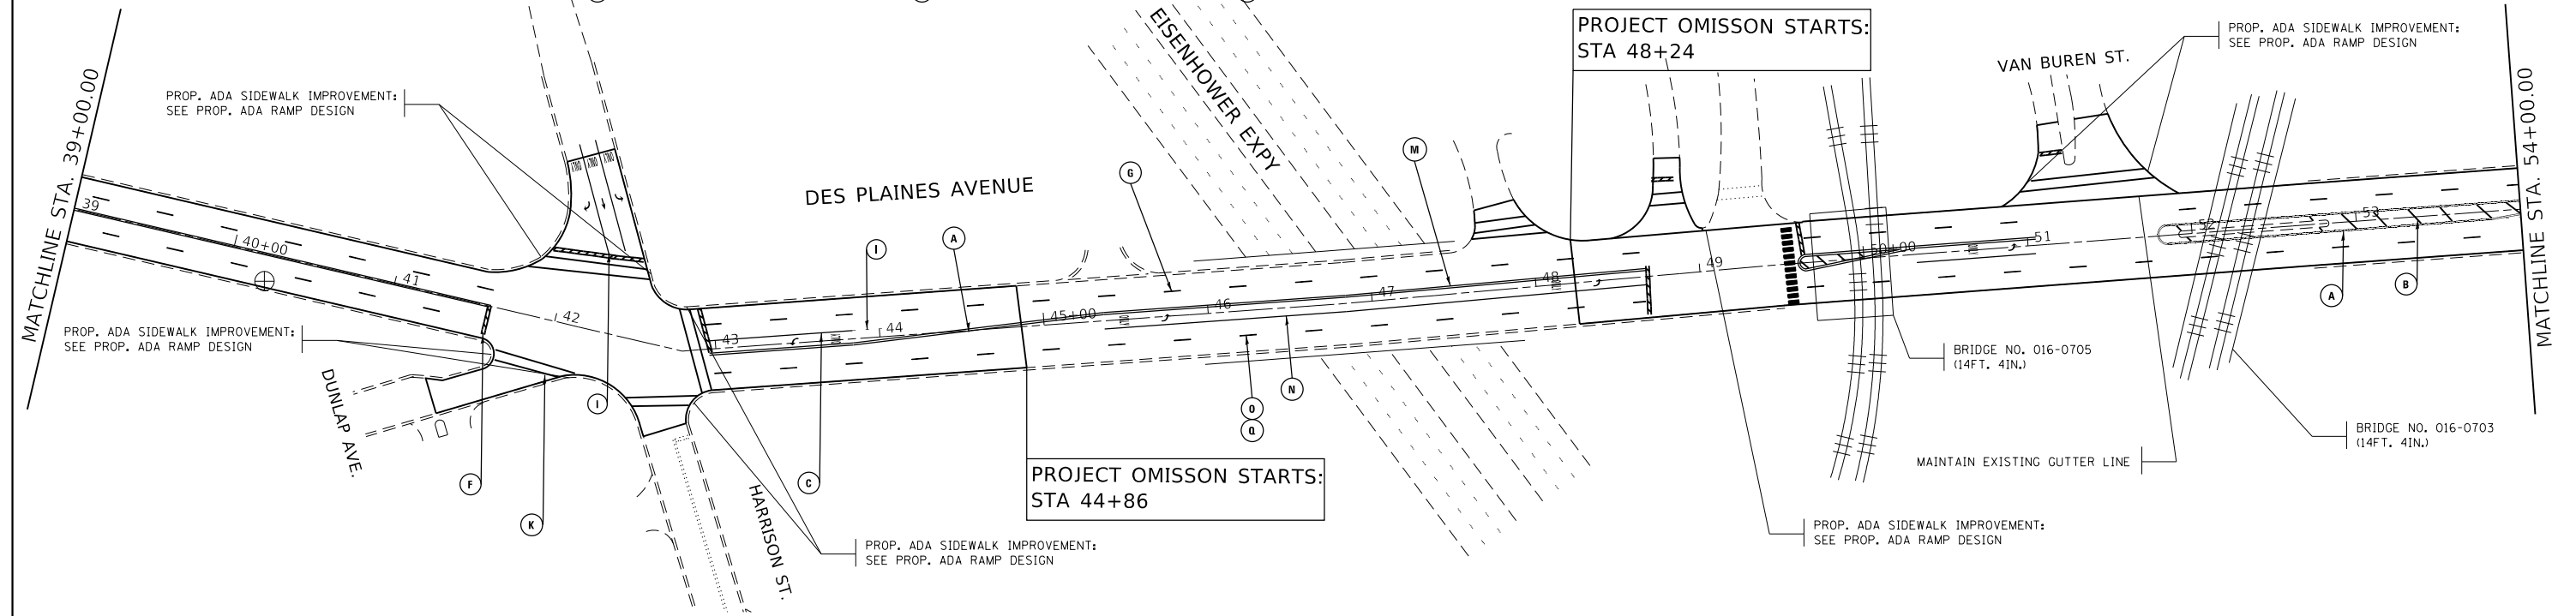 MATCHLINE STA. 39+00.00
PROP. ADA SIDEWALK IMPROVEMENT:
SEE PROP. ADA RAMP DESIGN
DES PLAINES AVENUE
EISENHOWER EXPY
PROJECT OMISSON STARTS:
STA 48+24
VAN BUREN ST.
PROP. ADA SIDEWALK IMPROVEMENT:
SEE PROP. ADA RAMP DESIGN
MATCHLINE STA. 54+00.00
G
M
I
A
39
40+00
41
42
43
44
45+00
46
47
48
49
50+00
51
52
53
ONLY
ONLY
ONLY
PROP. ADA SIDEWALK IMPROVEMENT:
SEE PROP. ADA RAMP DESIGN
DUNLAP AVE.
F
K
I
C
O
Q
N
A
B
BRIDGE NO. 016-0705
(14FT. 4IN.)
BRIDGE NO. 016-0703
(14FT. 4IN.)
MAINTAIN EXISTING GUTTER LINE
PROJECT OMISSON STARTS:
STA 44+86
HARRISON ST.
PROP. ADA SIDEWALK IMPROVEMENT:
SEE PROP. ADA RAMP DESIGN
PROP. ADA SIDEWALK IMPROVEMENT:
SEE PROP. ADA RAMP DESIGN